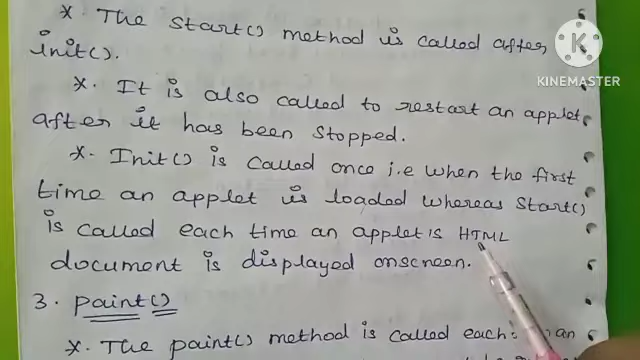 * The Start() method is called after
init().
* It is also called to restart an applet
after it has been stopped.
* Init() is called once i.e when the first
time an applet is loaded whereas Start()
is called each time an applet is HTML
document is displayed onscreen.
3. paint()
* The paint() method is called each an
KINEMASTER